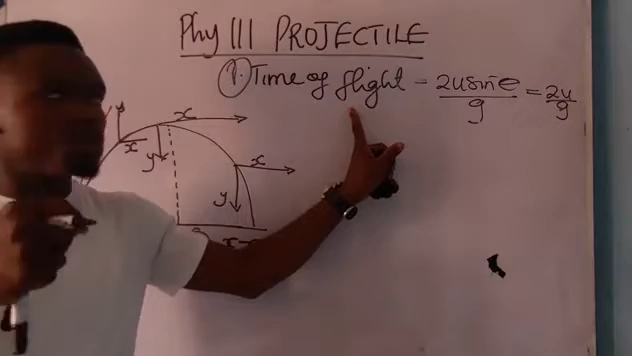 Phy 111 PROJECTILE
1. Time of flight = 2usinθ/g = 2u/g
y
x
x
y
x
y
x